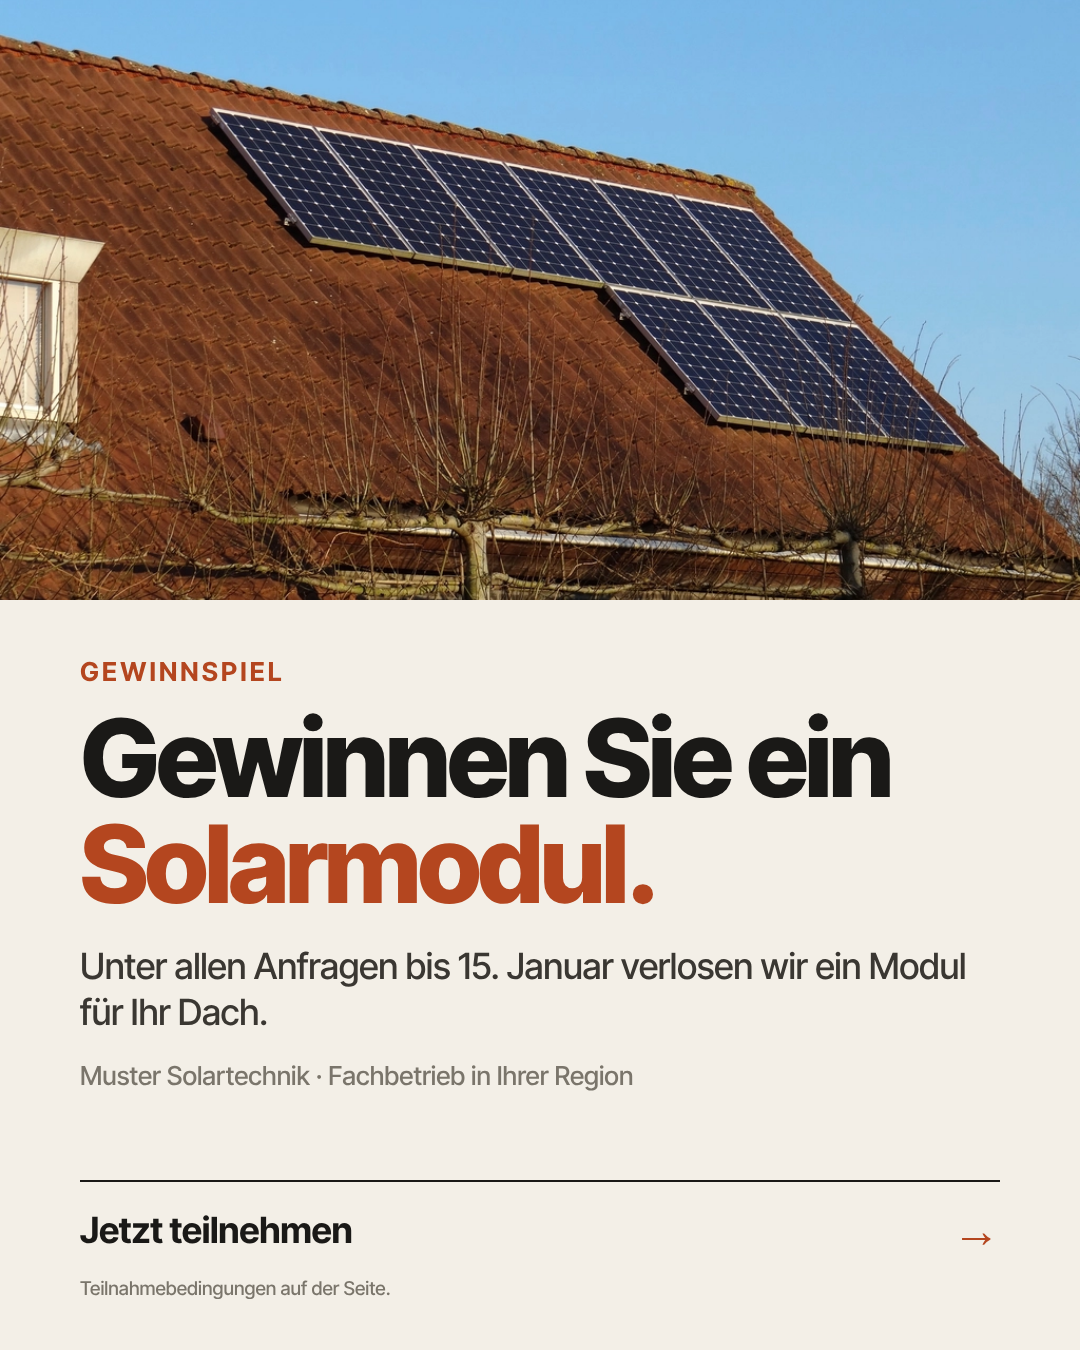 GEWINNSPIEL
Gewinnen Sie ein
Solarmodul.
Unter allen Anfragen bis 15. Januar verlosen wir ein Modul
für Ihr Dach.
Muster Solartechnik · Fachbetrieb in Ihrer Region
Jetzt teilnehmen →
Teilnahmebedingungen auf der Seite.